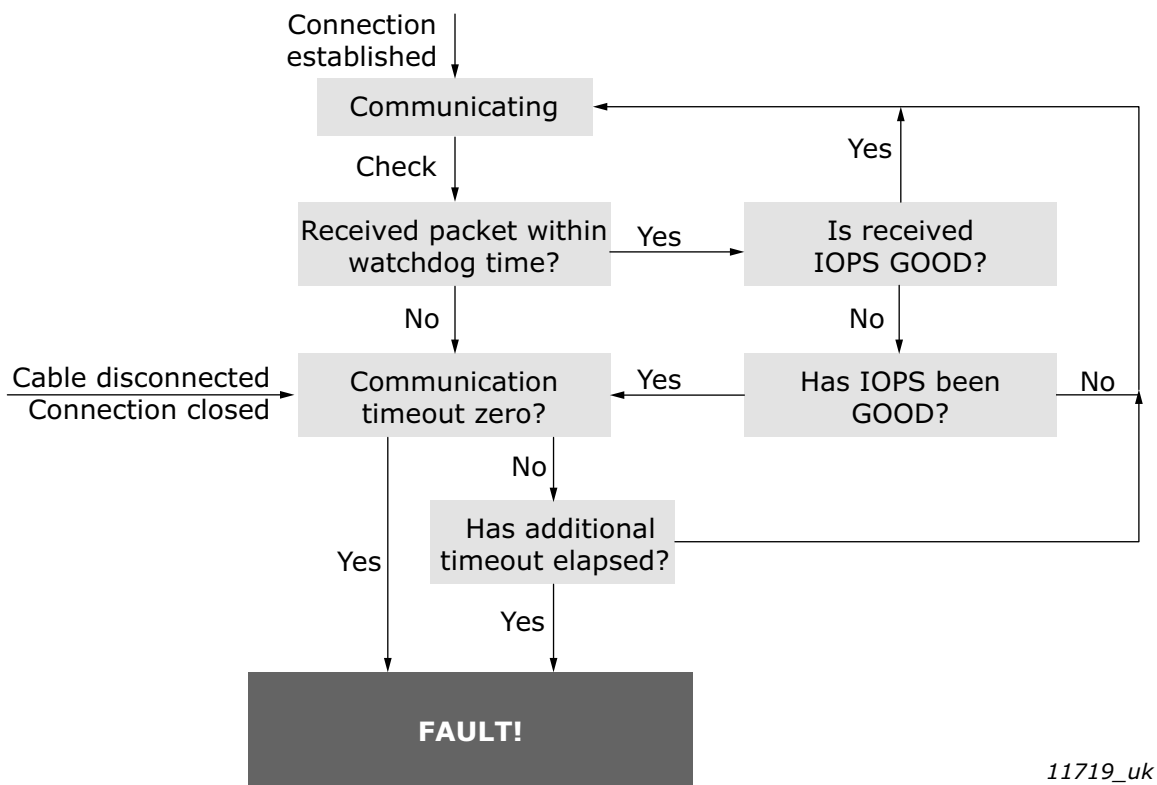 Connection
established
Communicating
Check
Yes
Received packet within
watchdog time?
Yes
Is received
IOPS GOOD?
No
No
Cable disconnected
Connection closed
Communication
timeout zero?
Yes
Has IOPS been
GOOD?
No
No
Has additional
timeout elapsed?
Yes
Yes
FAULT!
11719_uk